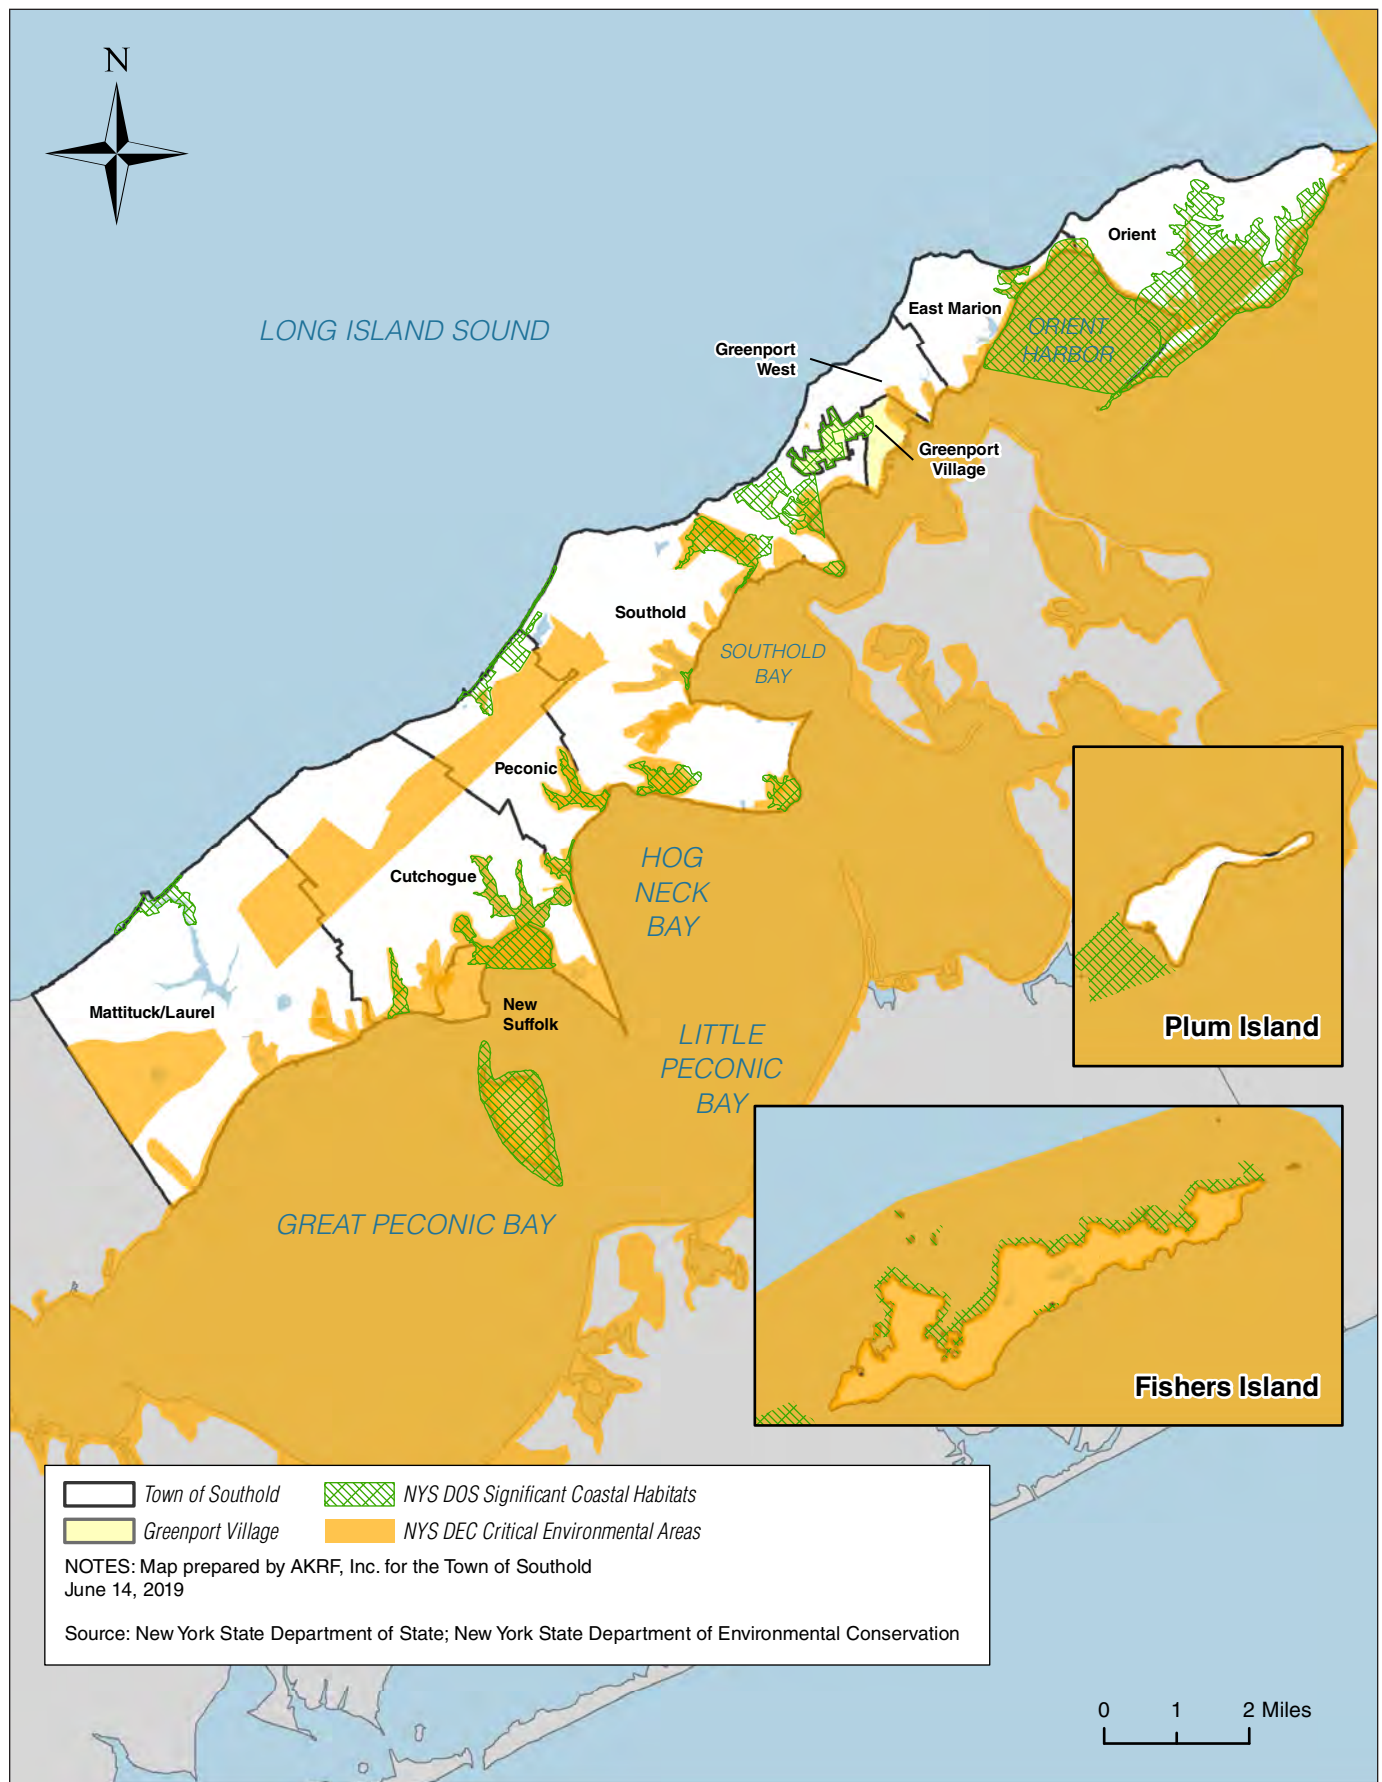 N
Orient
East Marion
LONG ISLAND SOUND
ORIENT
HARBOR
Greenport
West
Greenport
Village
Southold
SOUTHOLD
BAY
Peconic
HOG
NECK
BAY
Cutchogue
New
Suffolk
Mattituck/Laurel
LITTLE
PECONIC
BAY
Plum Island
GREAT PECONIC BAY
Fishers Island
Town of Southold
NYS DOS Significant Coastal Habitats
Greenport Village
NYS DEC Critical Environmental Areas
NOTES: Map prepared by AKRF, Inc. for the Town of Southold
June 14, 2019
Source: New York State Department of State; New York State Department of Environmental Conservation
0 1 2 Miles